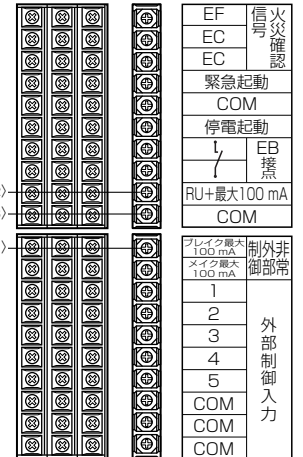 EF
EC
EC
火災確認信号
緊急起動
COM
停電起動
EB接点
RU+最大100 mA
COM
ブレイク最大100 mA
メイク最大100 mA
非常外部制御
1
2
3
4
5
COM
COM
COM
外部制御入力